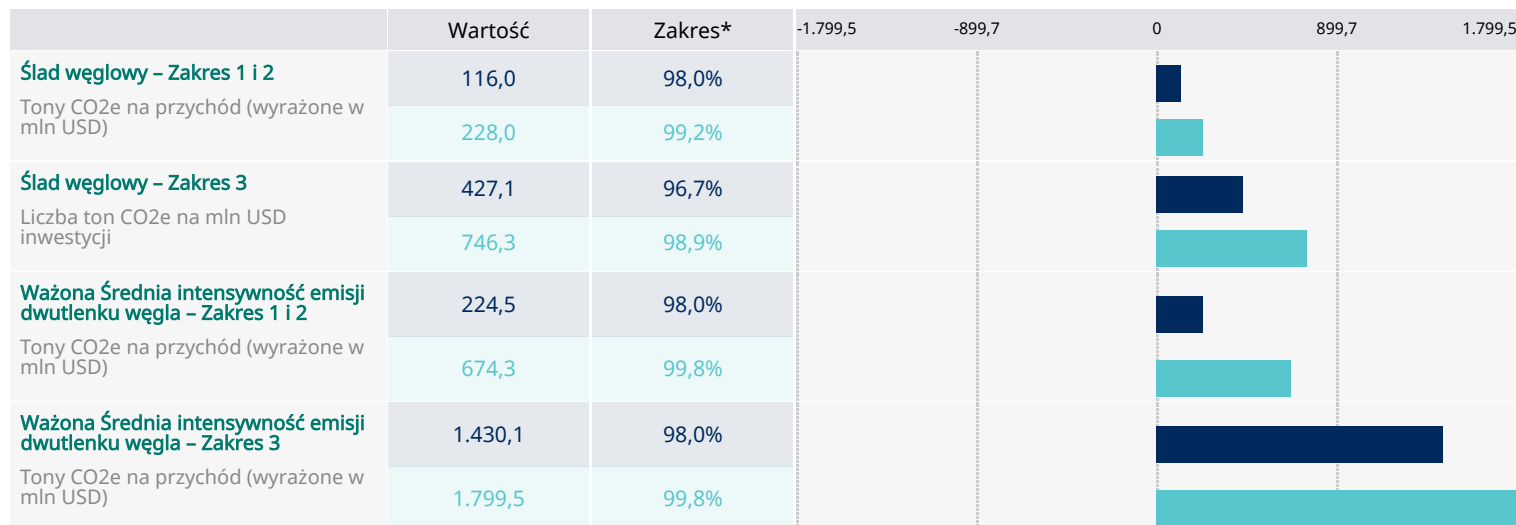 Wartość Zakres* -1.799,5 -899,7 0 899,7 1.799,5
Ślad węglowy – Zakres 1 i 2
Tony CO2e na przychód (wyrażone w
mln USD)
116,0 98,0%
228,0 99,2%
Ślad węglowy – Zakres 3
Liczba ton CO2e na mln USD
inwestycji
427,1 96,7%
746,3 98,9%
Ważona Średnia intensywność emisji
dwutlenku węgla – Zakres 1 i 2
Tony CO2e na przychód (wyrażone w
mln USD)
224,5 98,0%
674,3 99,8%
Ważona Średnia intensywność emisji
dwutlenku węgla – Zakres 3
Tony CO2e na przychód (wyrażone w
mln USD)
1.430,1 98,0%
1.799,5 99,8%